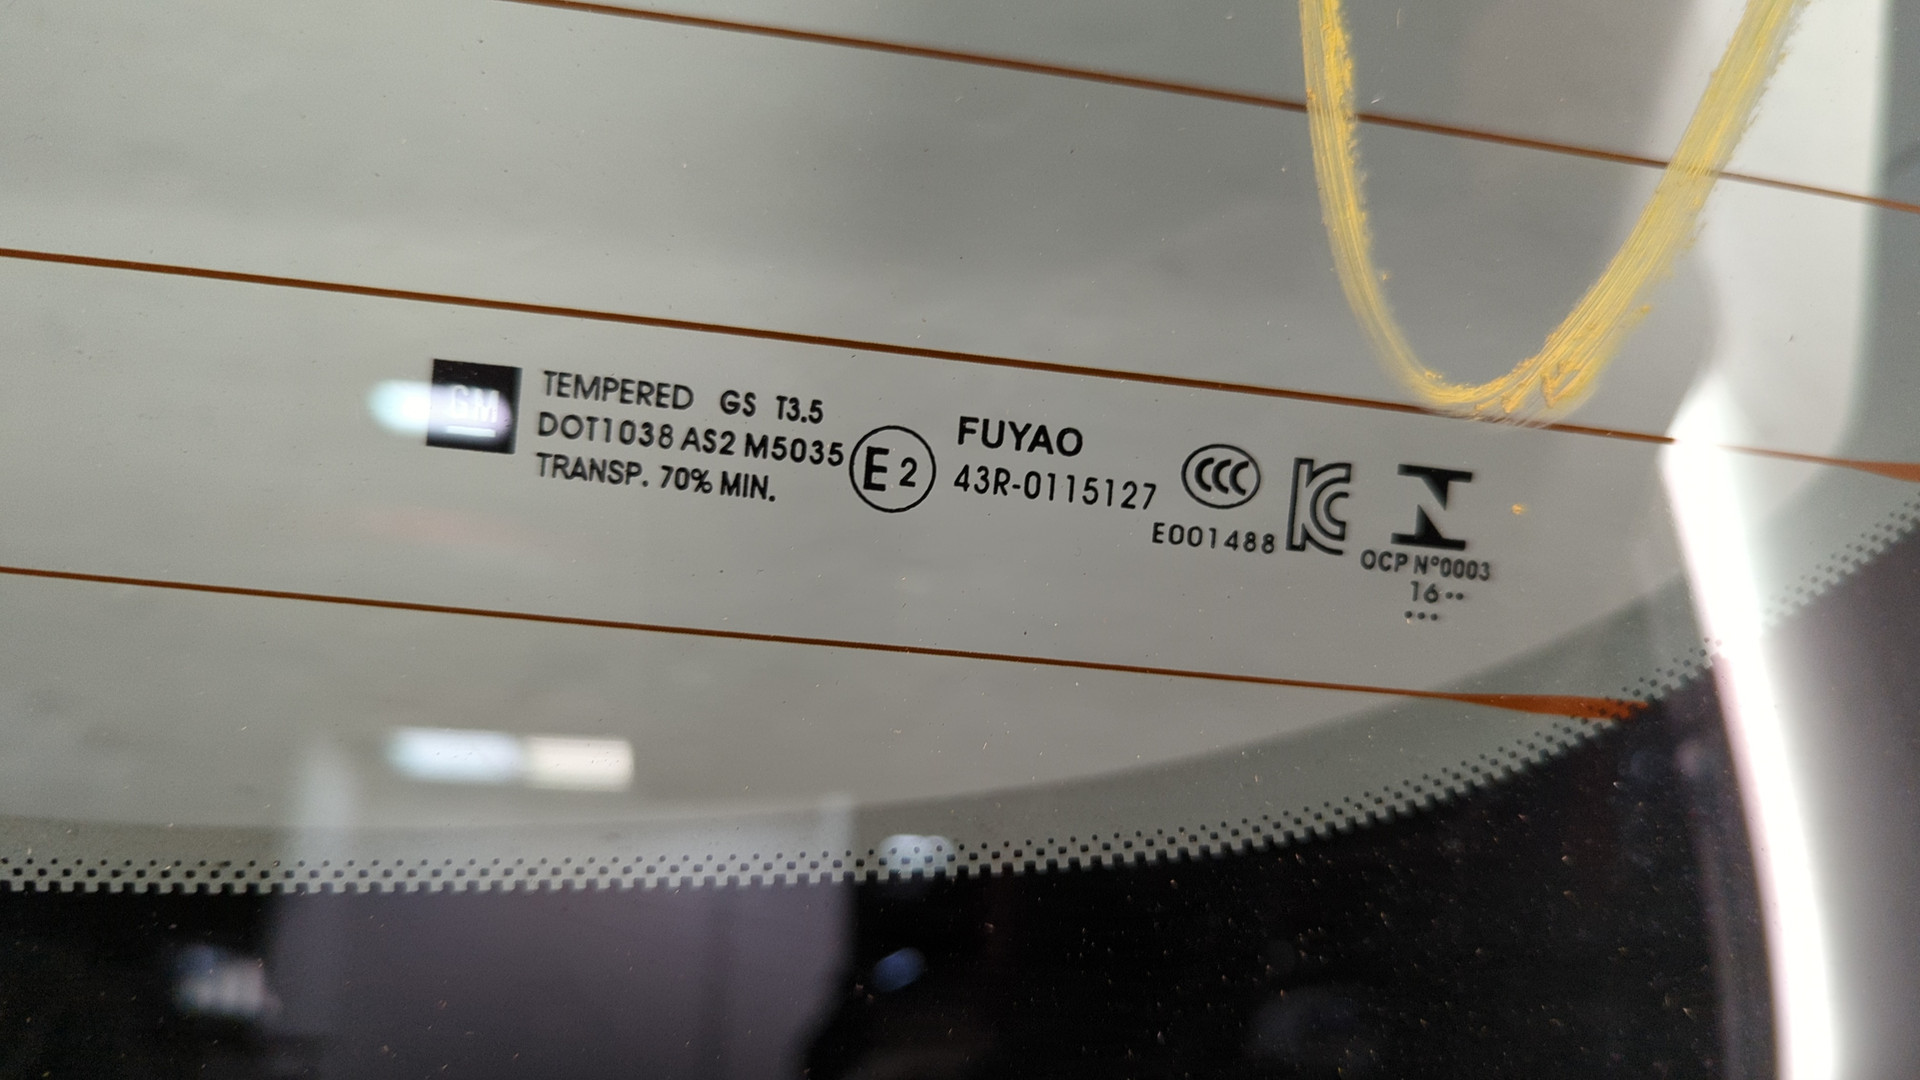 GM
TEMPERED GS T3.5
DOT1038 AS2 M5035
TRANSP. 70% MIN.
E2
FUYAO
43R-0115127
CCC
E001488
KC
OCP Nº0003
16••
•••